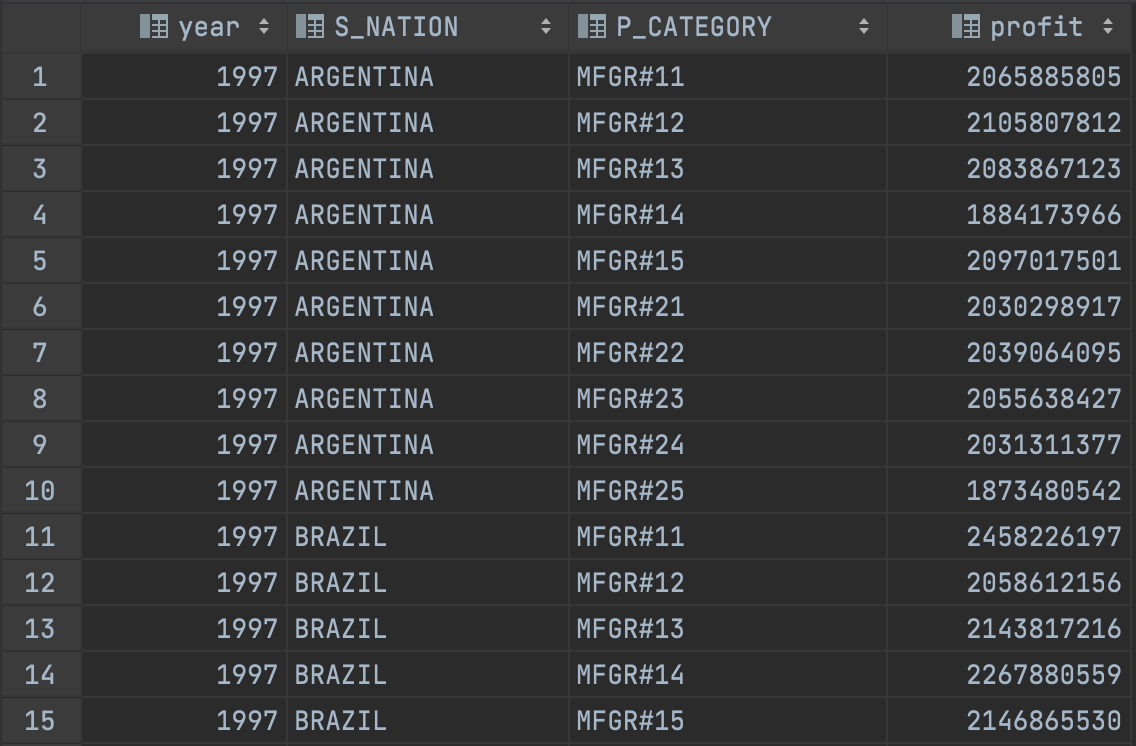 year S_NATION P_CATEGORY profit
1 1997 ARGENTINA MFGR#11 2065885805
2 1997 ARGENTINA MFGR#12 2105807812
3 1997 ARGENTINA MFGR#13 2083867123
4 1997 ARGENTINA MFGR#14 1884173966
5 1997 ARGENTINA MFGR#15 2097017501
6 1997 ARGENTINA MFGR#21 2030298917
7 1997 ARGENTINA MFGR#22 2039064095
8 1997 ARGENTINA MFGR#23 2055638427
9 1997 ARGENTINA MFGR#24 2031311377
10 1997 ARGENTINA MFGR#25 1873480542
11 1997 BRAZIL MFGR#11 2458226197
12 1997 BRAZIL MFGR#12 2058612156
13 1997 BRAZIL MFGR#13 2143817216
14 1997 BRAZIL MFGR#14 2267880559
15 1997 BRAZIL MFGR#15 2146865530